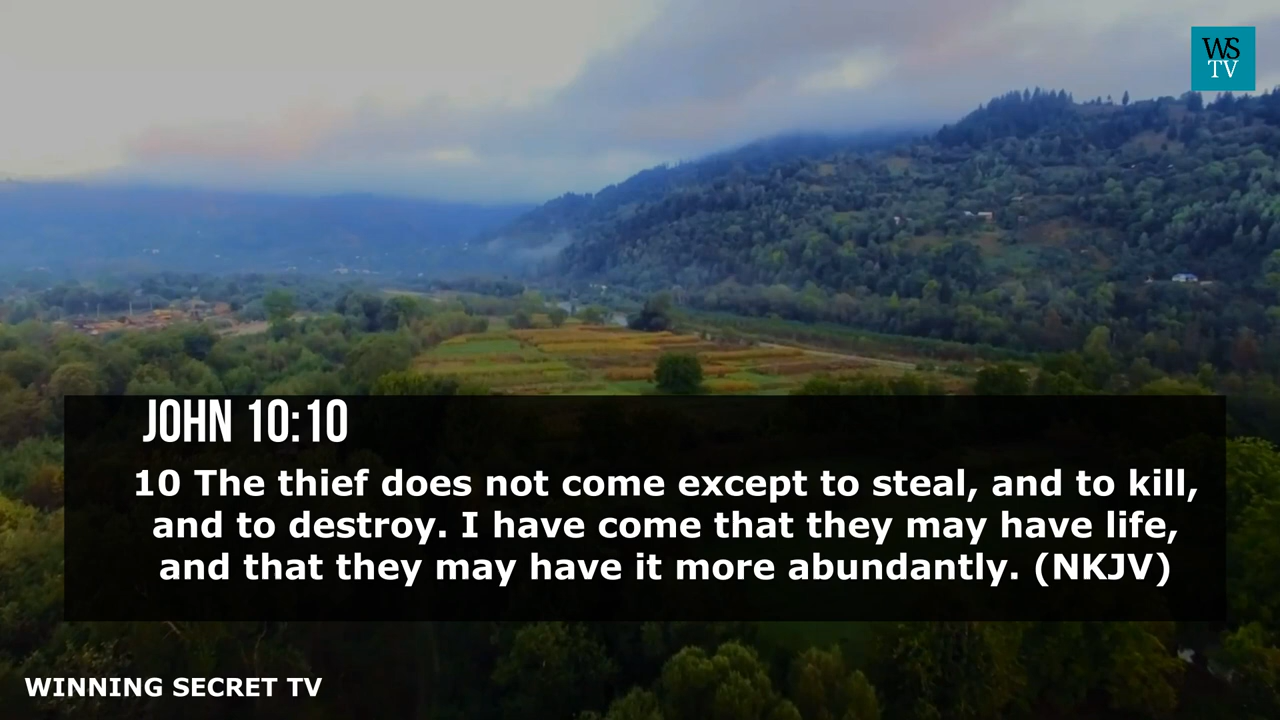 WS
TV
JOHN 10:10
10 The thief does not come except to steal, and to kill,
and to destroy. I have come that they may have life,
and that they may have it more abundantly. (NKJV)
WINNING SECRET TV